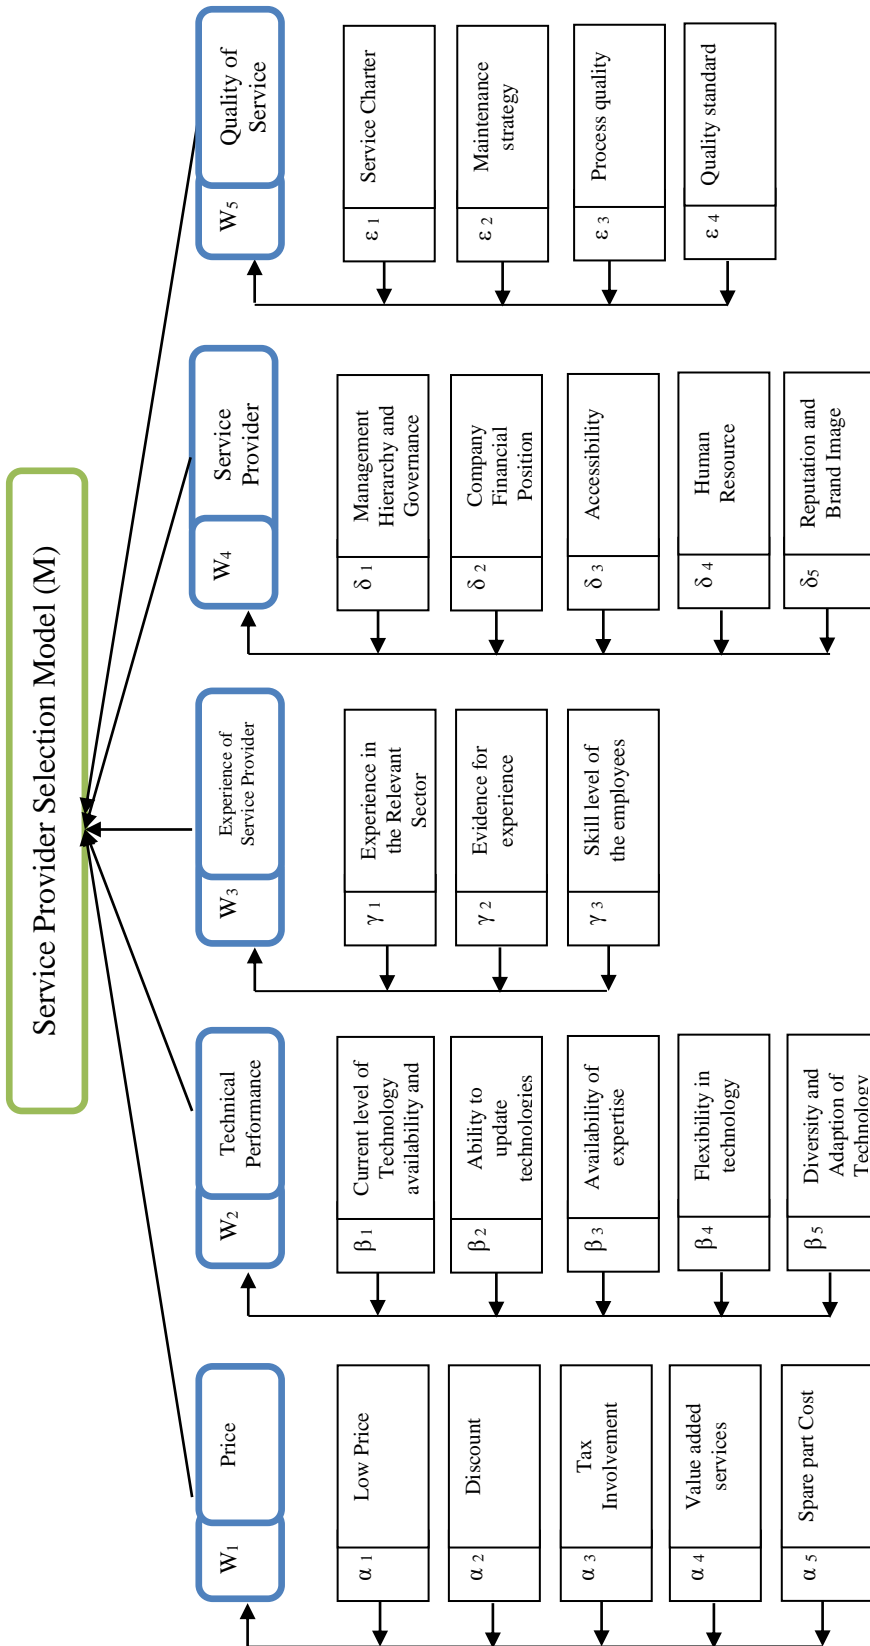 Service Provider Selection Model (M)
W1
Price
α 1
Low Price
α 2
Discount
α 3
Tax
Involvement
α 4
Value added
services
α 5
Spare part Cost
W2
Technical
Performance
β 1
Current level of
Technology
availability and
β 2
Ability to
update
technologies
β 3
Availability of
expertise
β 4
Flexibility in
technology
β 5
Diversity and
Adaption of
Technology
W3
Experience of
Service Provider
γ 1
Experience in
the Relevant
Sector
γ 2
Evidence for
experience
γ 3
Skill level of
the employees
W4
Service
Provider
δ 1
Management
Hierarchy and
Governance
δ 2
Company
Financial
Position
δ 3
Accessibility
δ 4
Human
Resource
δ5
Reputation and
Brand Image
W5
Quality of
Service
ε 1
Service Charter
ε 2
Maintenance
strategy
ε 3
Process quality
ε 4
Quality standard